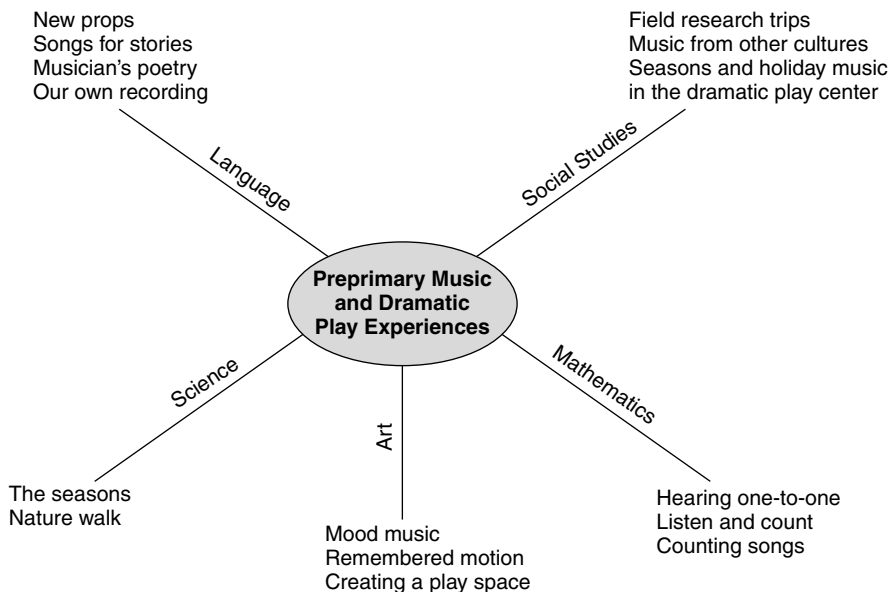 New props
Songs for stories
Musician's poetry
Our own recording
Field research trips
Music from other cultures
Seasons and holiday music
in the dramatic play center
Language
Social Studies
Preprimary Music
and Dramatic
Play Experiences
Science
Art
Mathematics
The seasons
Nature walk
Mood music
Remembered motion
Creating a play space
Hearing one-to-one
Listen and count
Counting songs